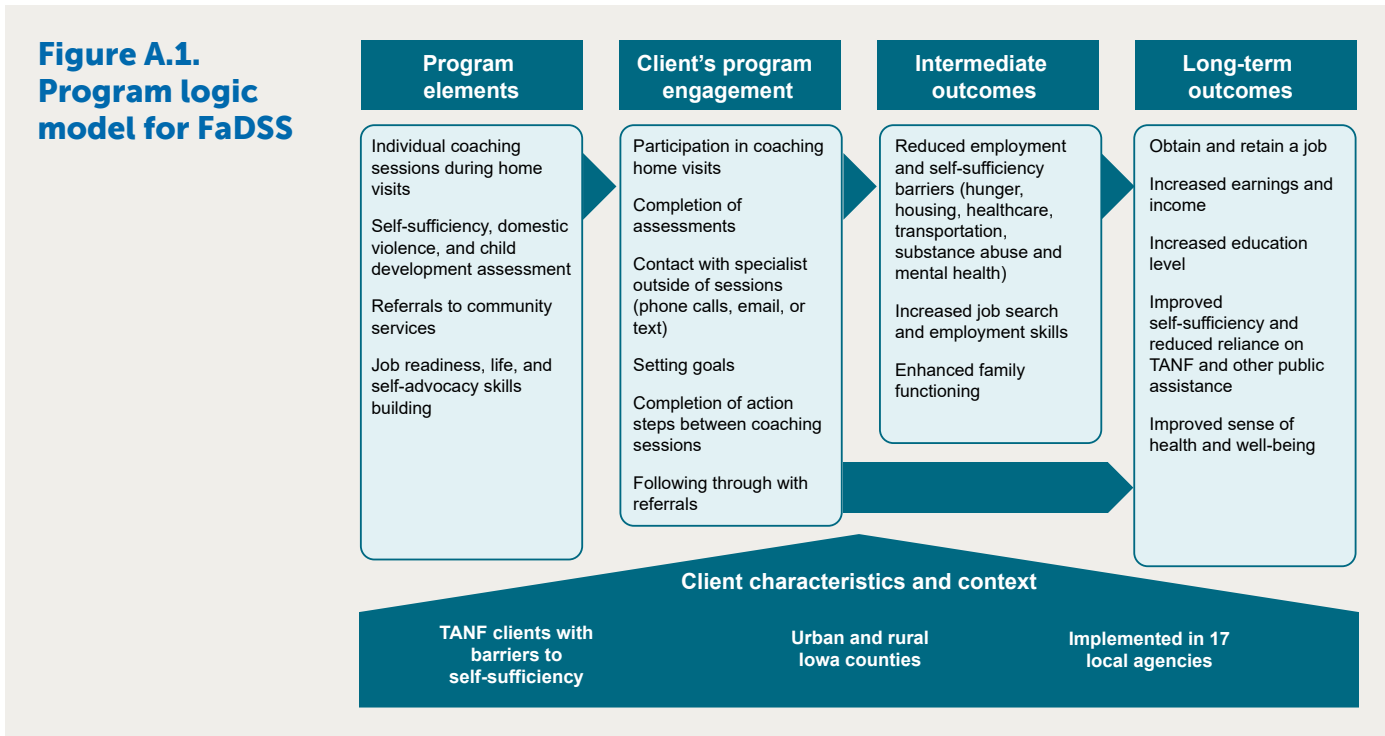 Figure A.1.
Program logic
model for FaDSS
Program
elements
Individual coaching
sessions during home
visits
Self-sufficiency, domestic
violence, and child
development assessment
Referrals to community
services
Job readiness, life, and
self-advocacy skills
building
Client’s program
engagement
Participation in coaching
home visits
Completion of
assessments
Contact with specialist
outside of sessions
(phone calls, email, or
text)
Setting goals
Completion of action
steps between coaching
sessions
Following through with
referrals
Intermediate
outcomes
Reduced employment
and self-sufficiency
barriers (hunger,
housing, healthcare,
transportation,
substance abuse and
mental health)
Increased job search
and employment skills
Enhanced family
functioning
Long-term
outcomes
Obtain and retain a job
Increased earnings and
income
Increased education
level
Improved
self-sufficiency and
reduced reliance on
TANF and other public
assistance
Improved sense of
health and well-being
Client characteristics and context
TANF clients with
barriers to
self-sufficiency
Urban and rural
Iowa counties
Implemented in 17
local agencies